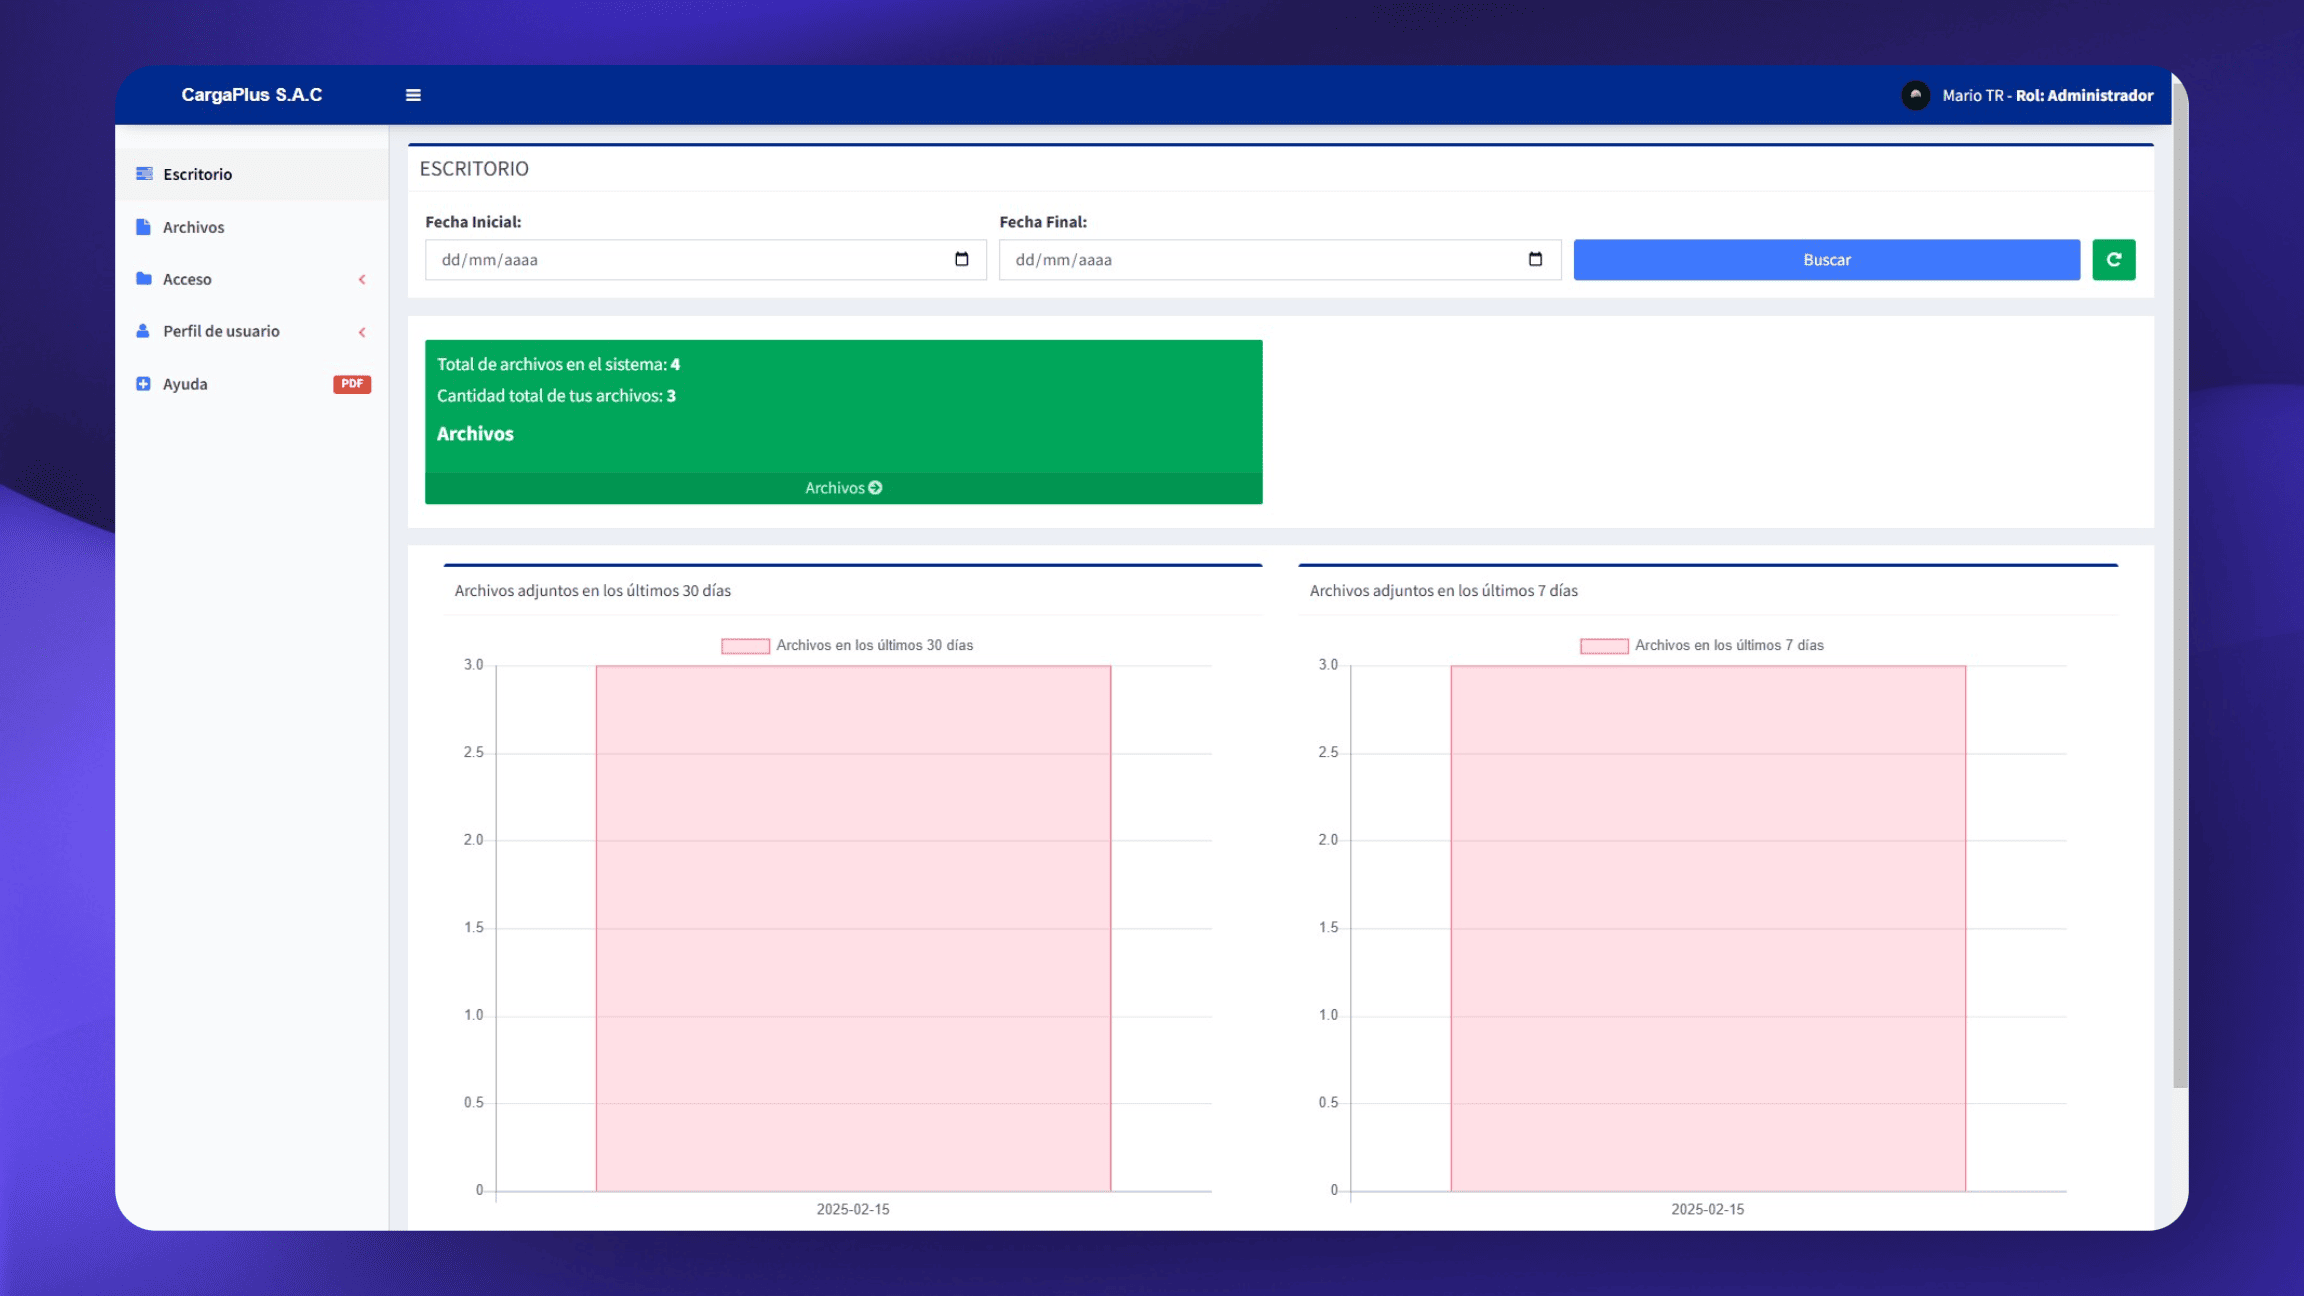 CargaPlus S.A.C
Mario TR - Rol: Administrador
Escritorio
Archivos
Acceso
Perfil de usuario
Ayuda PDF
ESCRITORIO
Fecha Inicial: Fecha Final:
dd/mm/aaaa dd/mm/aaaa Buscar
Total de archivos en el sistema: 4
Cantidad total de tus archivos: 3
Archivos
Archivos
Archivos adjuntos en los últimos 30 días
Archivos en los últimos 30 días
3.0
2.5
2.0
1.5
1.0
0.5
0
2025-02-15
Archivos adjuntos en los últimos 7 días
Archivos en los últimos 7 días
3.0
2.5
2.0
1.5
1.0
0.5
0
2025-02-15